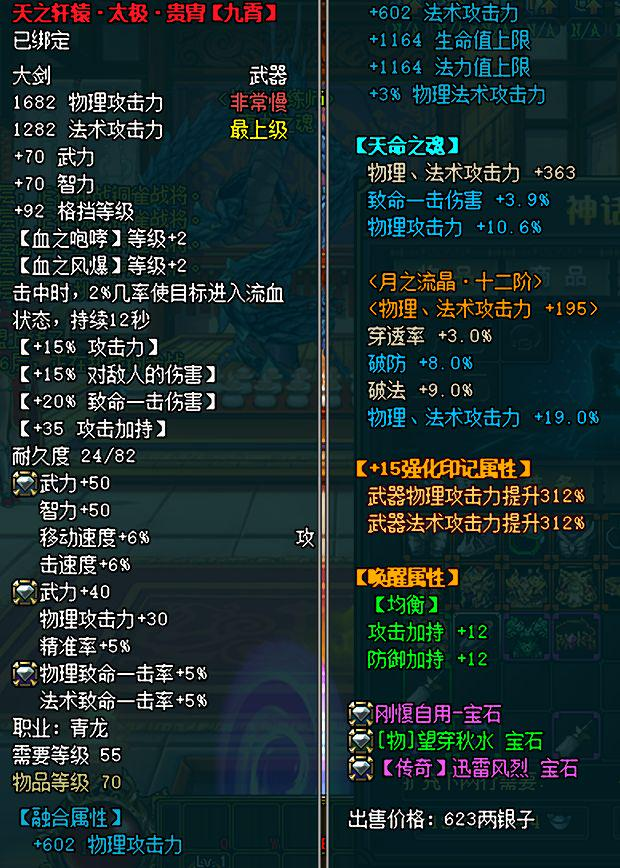 天之轩辕·太极·贵胄【九霄】
已绑定
大剑 武器
1682 物理攻击力 非常慢
1282 法术攻击力 最上级
+70 武力
+70 智力
+92 格挡等级
【血之咆哮】等级+2
【血之风爆】等级+2
击中时，2%几率使目标进入流血
状态，持续12秒
【+15% 攻击力】
【+15% 对敌人的伤害】
【+20% 致命一击伤害】
【+35 攻击加持】
耐久度 24/82
武力+50
智力+50
移动速度+6% 攻
击速度+6%
武力+40
物理攻击力+30
精准率+5%
物理致命一击率+5%
法术致命一击率+5%
职业：青龙
需要等级 55
物品等级 70
【融合属性】
+602 物理攻击力
+602 法术攻击力
+1164 生命值上限
+1164 法力值上限
+3% 物理法术攻击力
【天命之魂】
物理、法术攻击力 +363
致命一击伤害 +3.9%
物理攻击力 +10.6%
<月之流晶·十二阶>
<物理、法术攻击力 +195>
穿透率 +3.0%
破防 +8.0%
破法 +9.0%
物理、法术攻击力 +19.0%
【+15强化印记属性】
武器物理攻击力提升312%
武器法术攻击力提升312%
【唤醒属性】
【均衡】
攻击加持 +12
防御加持 +12
刚愎自用-宝石
[物]望穿秋水 宝石
【传奇】迅雷风烈 宝石
出售价格：623两银子